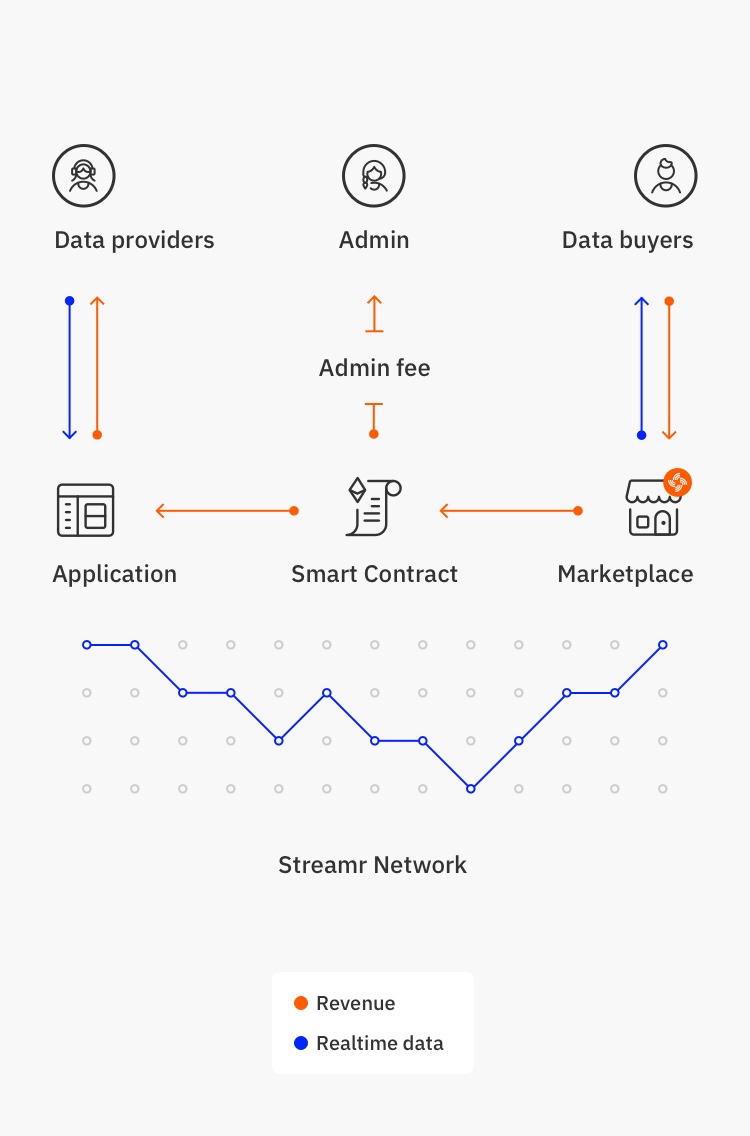 Data providers
Admin
Data buyers
Admin fee
Application
Smart Contract
Marketplace
Streamr Network
Revenue
Realtime data